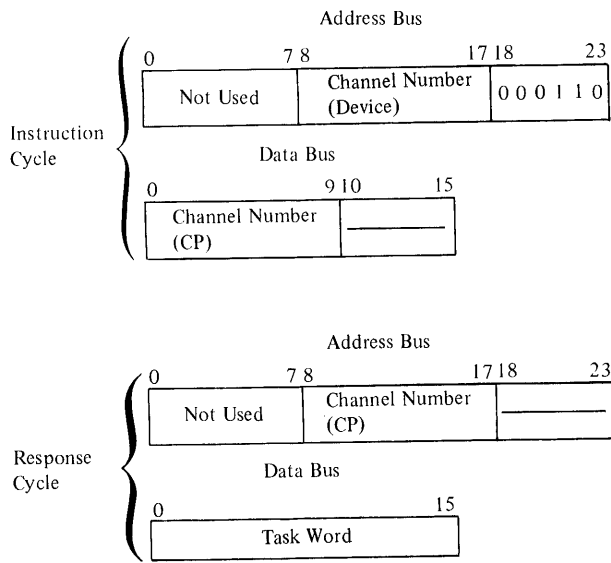 Address Bus
0 7 8 17 18 23
Not Used
Channel Number
(Device)
0 0 0 1 1 0
Instruction
Cycle
Data Bus
0 9 10 15
Channel Number
(CP)
Address Bus
0 7 8 17 18 23
Not Used
Channel Number
(CP)
Response
Cycle
Data Bus
0 15
Task Word